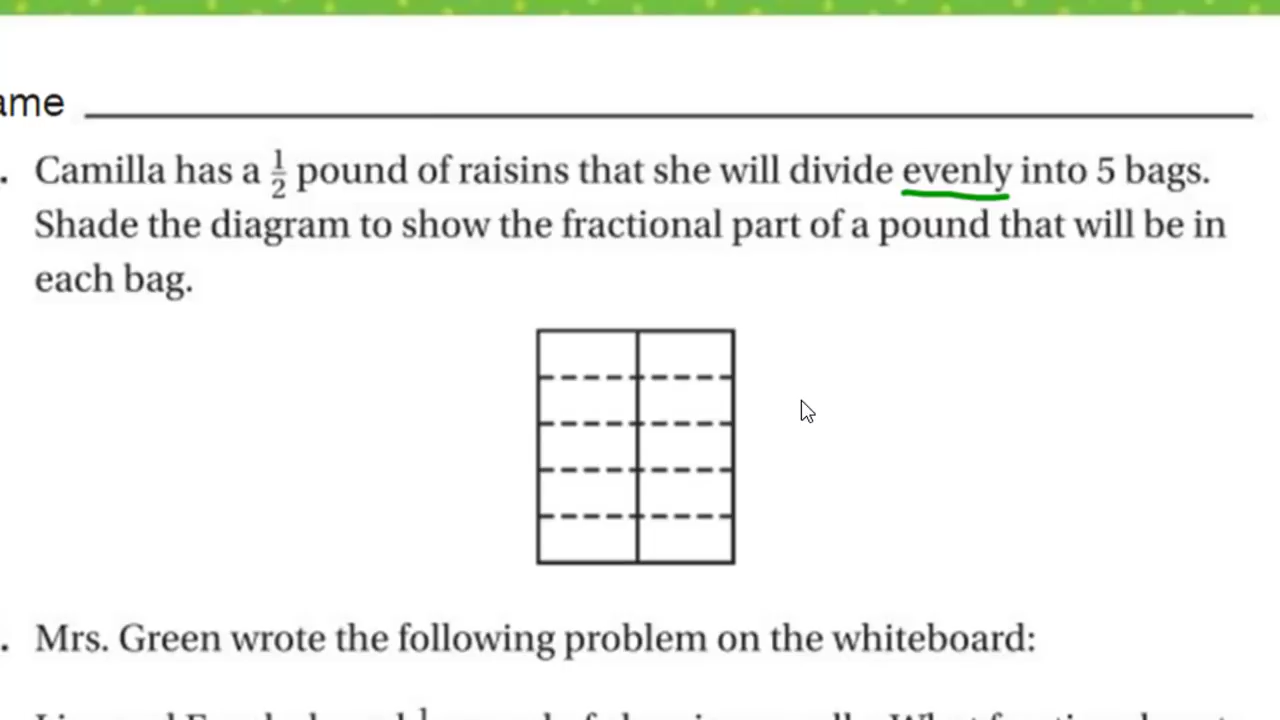 ame
. Camilla has a 1/2 pound of raisins that she will divide evenly into 5 bags.
Shade the diagram to show the fractional part of a pound that will be in
each bag.
. Mrs. Green wrote the following problem on the whiteboard: